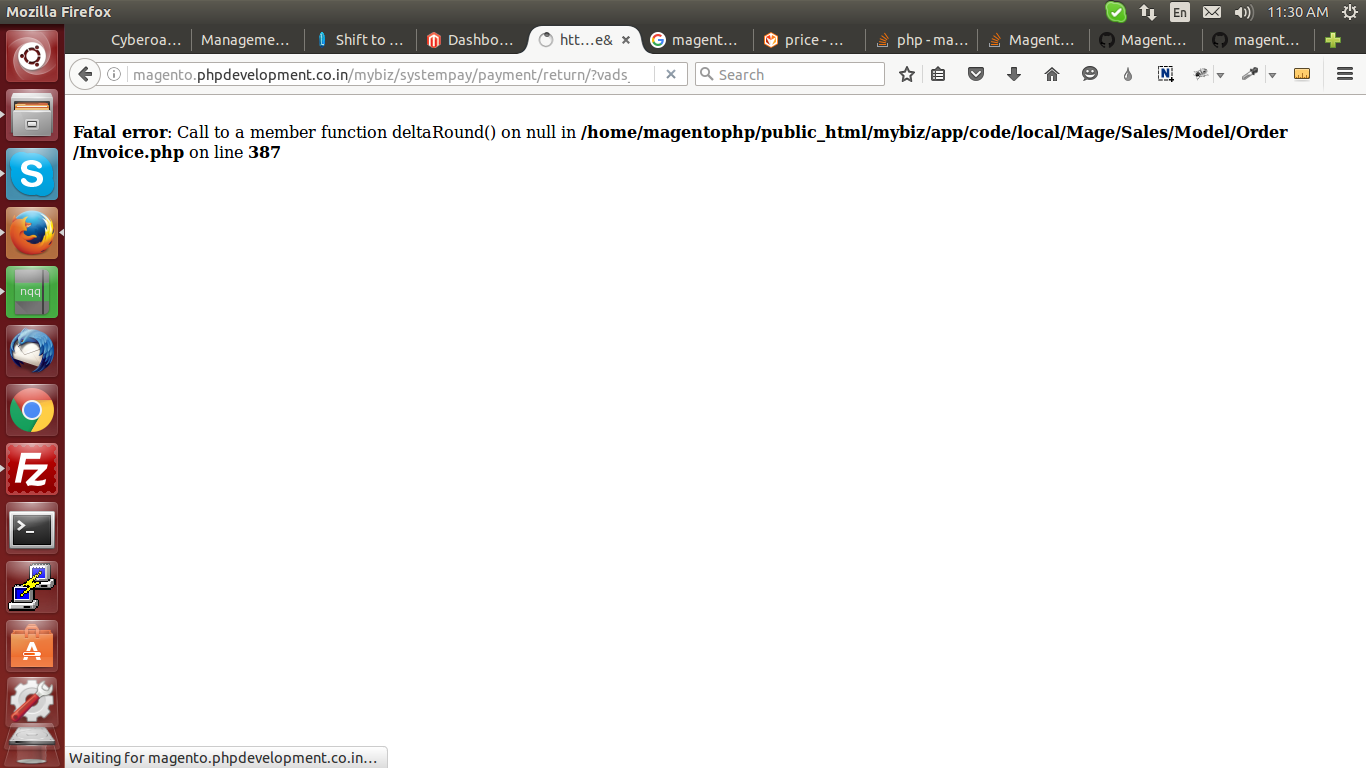 Mozilla Firefox
En
11:30 AM
Cyberoa...
Manageme...
Shift to ...
Dashbo...
htt...e&
magent...
price - ...
php - ma...
Magent...
Magent...
magent...
magento.phpdevelopment.co.in/mybiz/systempay/payment/return/?vads_
Search
Fatal error: Call to a member function deltaRound() on null in /home/magentophp/public_html/mybiz/app/code/local/Mage/Sales/Model/Order
/Invoice.php on line 387
S
nqq
Fz
>_
A
N
Waiting for magento.phpdevelopment.co.in...